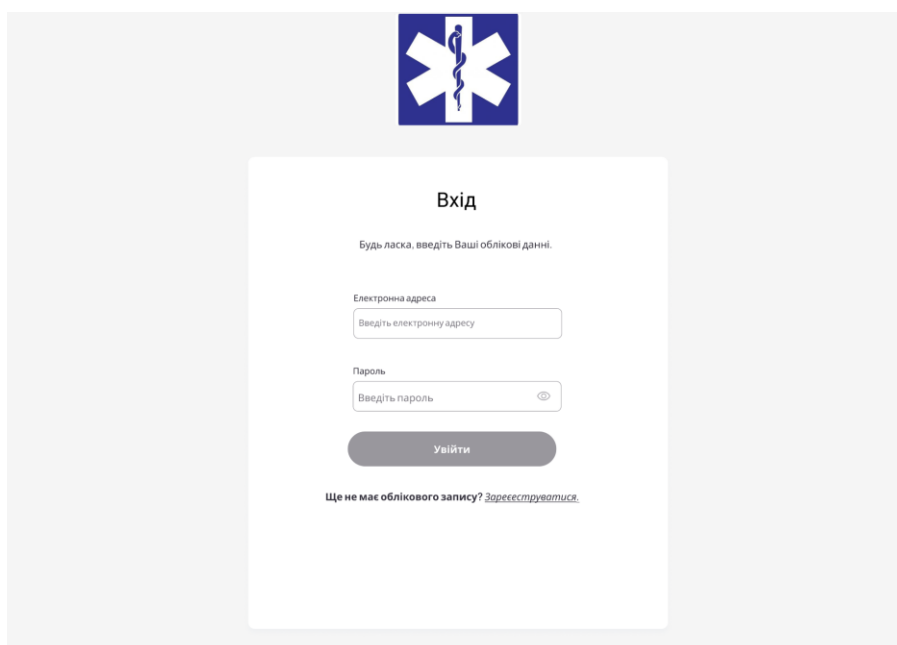 Вхід
Будь ласка, введіть Ваші облікові данні.
Електронна адреса
Введіть електронну адресу
Пароль
Введіть пароль
Увійти
Ще не має облікового запису? Зареєеструватися.